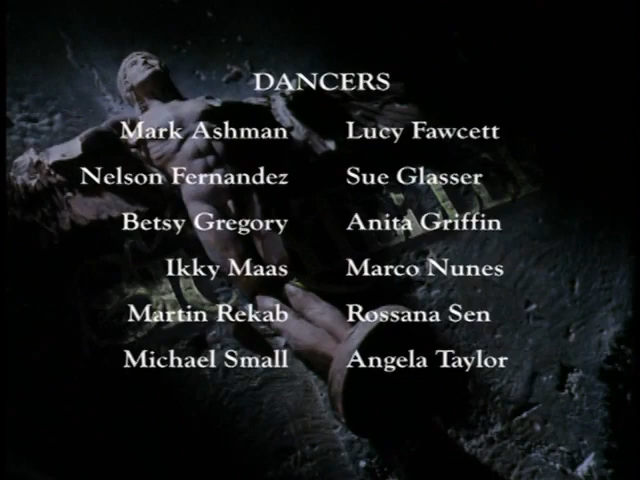 DANCERS
Mark Ashman Lucy Fawcett
Nelson Fernandez Sue Glasser
Betsy Gregory Anita Griffin
Ikky Maas Marco Nunes
Martin Rekab Rossana Sen
Michael Small Angela Taylor